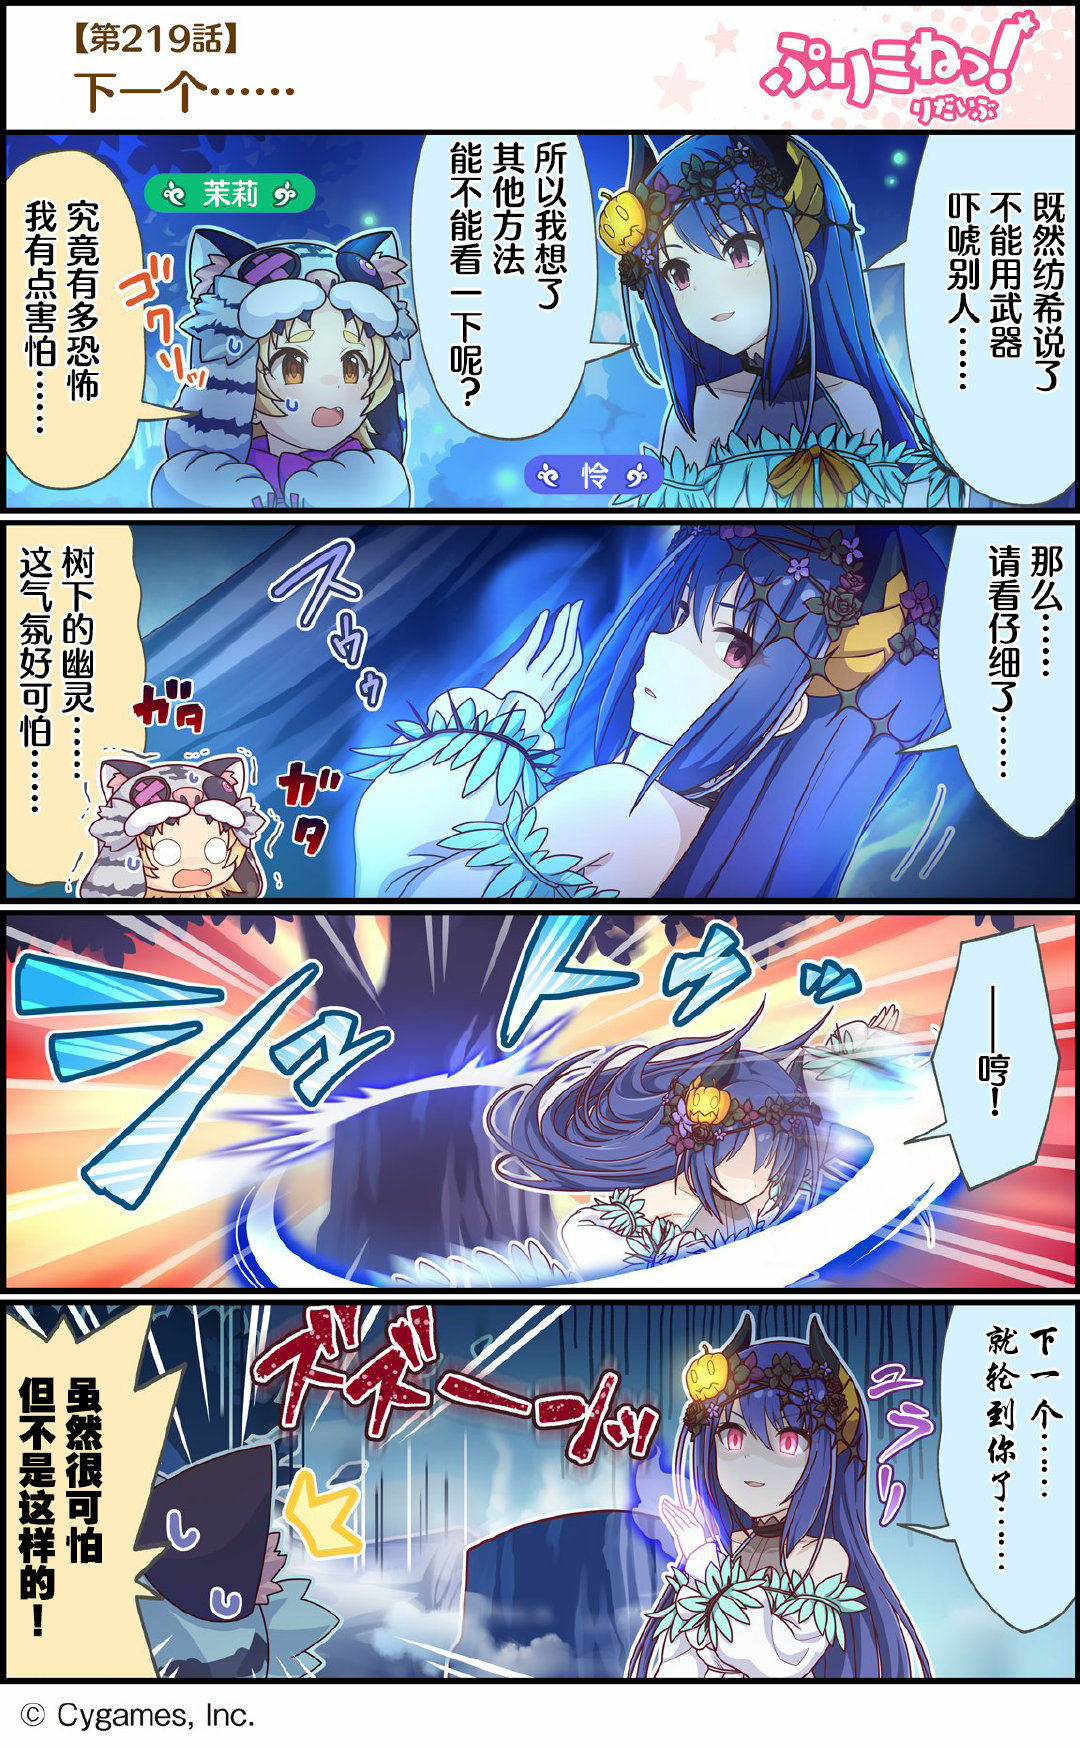 【第219話】
下一个……
ぷりこねっ!
りだいぶ
既然纺希说了
不能用武器
吓唬别人……
所以我想了
其他方法
能不能看一下呢?
怜
茉莉
ゴクリッ
究竟有多恐怖
我有点害怕……
那么……
请看仔细了……
スゥゥ
树下的幽灵……
这气氛好可怕……
ガタ
ガタ
——哼!
トッッ
シュ
下一个……
就轮到你了……
ユラリ
ズズーーンッ
虽然很可怕
但不是这样的!
© Cygames, Inc.